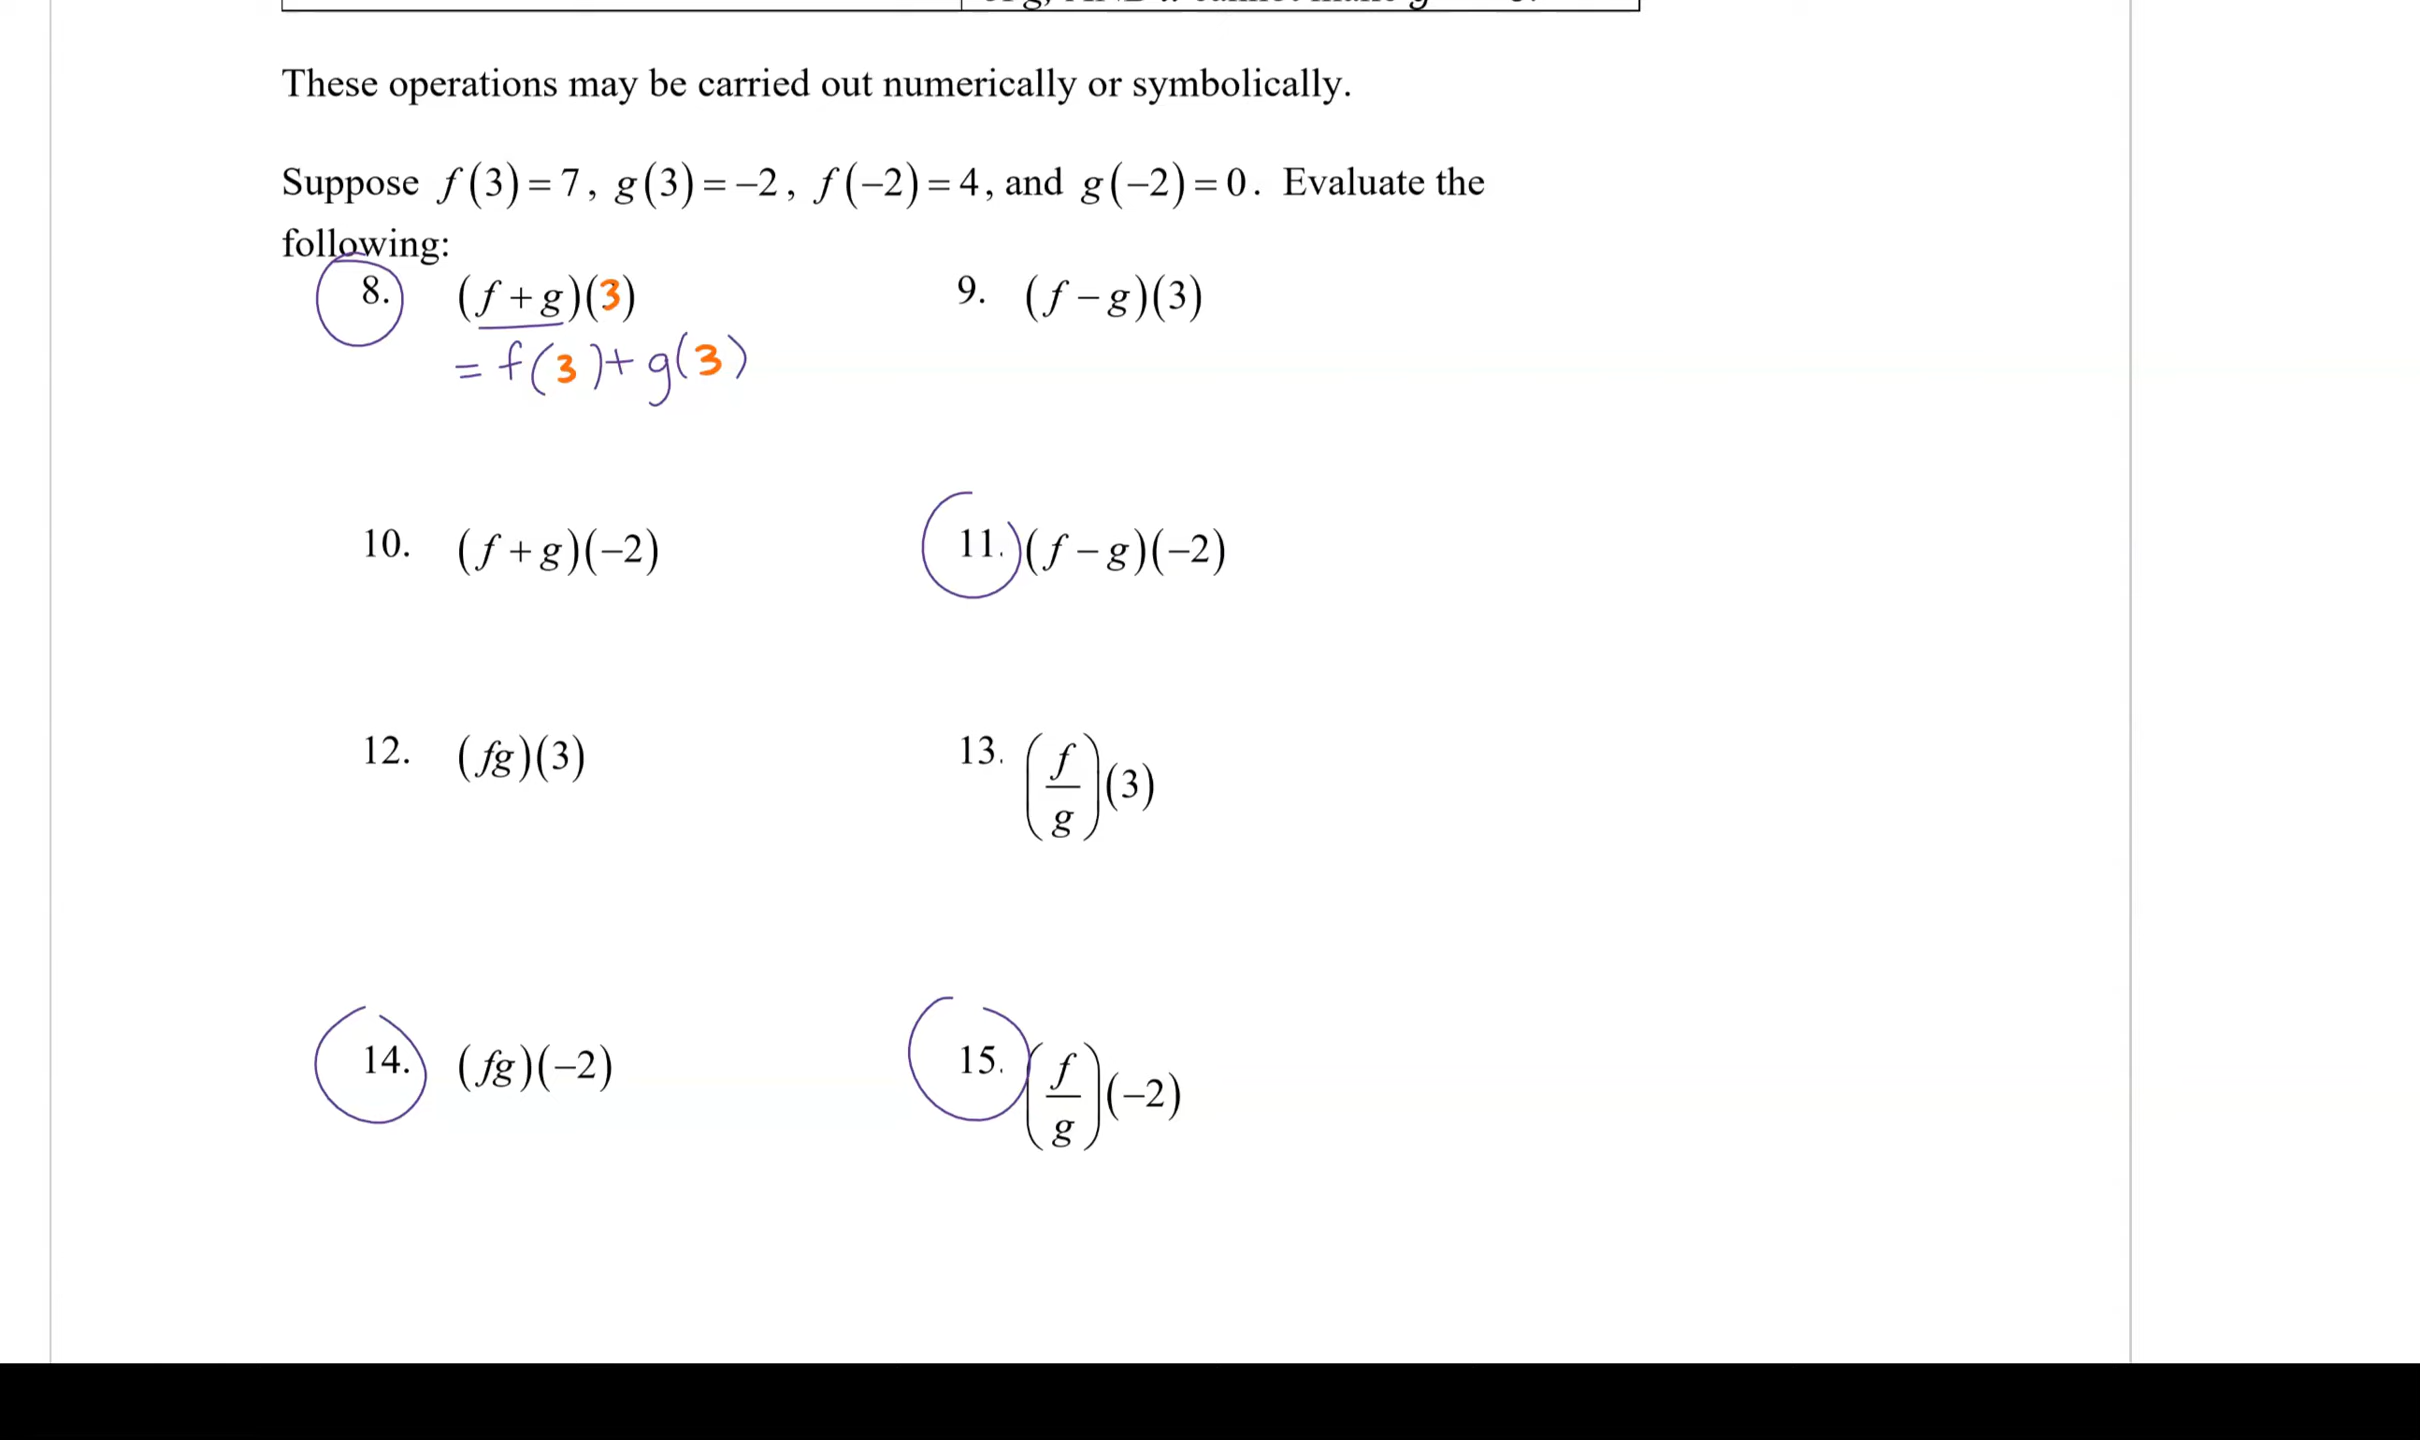 These operations may be carried out numerically or symbolically.
Suppose f(3)=7, g(3)=−2, f(−2)=4, and g(−2)=0. Evaluate the
following:
8. (f+g)(3)
= f(3)+g(3)
9. (f−g)(3)
10. (f+g)(−2)
11. (f−g)(−2)
12. (fg)(3)
13. (f/g)(3)
14. (fg)(−2)
15. (f/g)(−2)